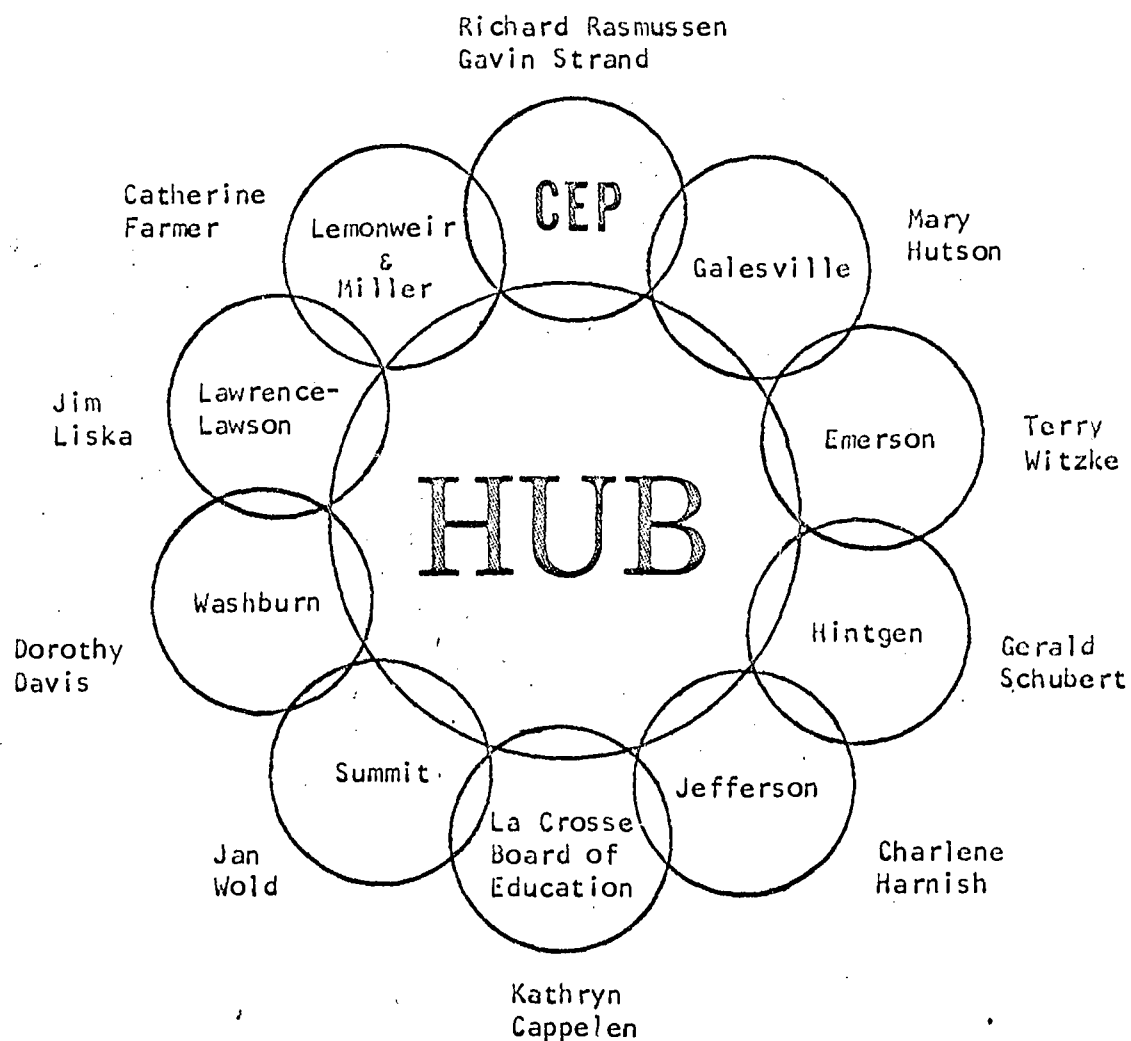 Richard Rasmussen
Gavin Strand
CEP
Catherine
Farmer
Lemonweir
&
Miller
Galesville
Mary
Hutson
Jim
Liska
Lawrence-
Lawson
Emerson
Terry
Witzke
HUB
Washburn
Hintgen
Dorothy
Davis
Gerald
Schubert
Summit
Jefferson
La Crosse
Board of
Education
Jan
Wold
Charlene
Harnish
Kathryn
Cappelen